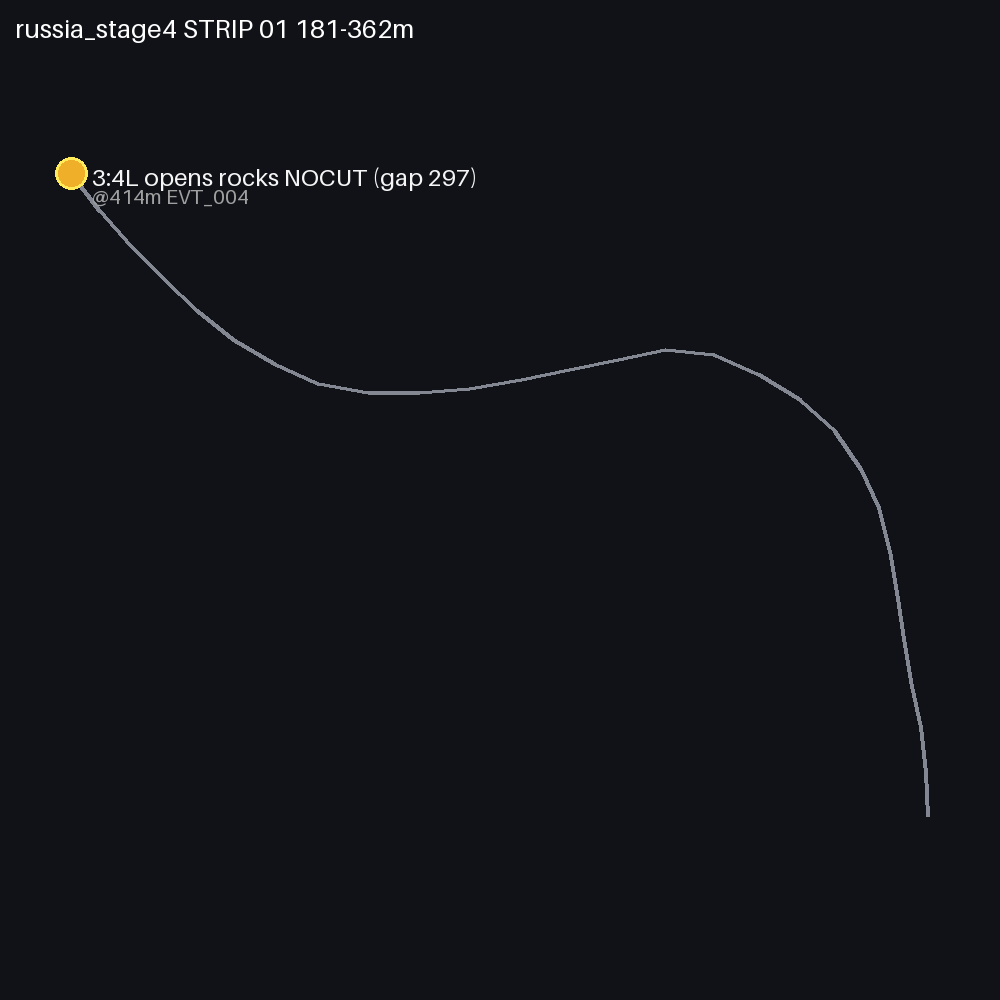 russia_stage4 STRIP 01 181-362m
3:4L opens rocks NOCUT (gap 297)
@414m EVT_004